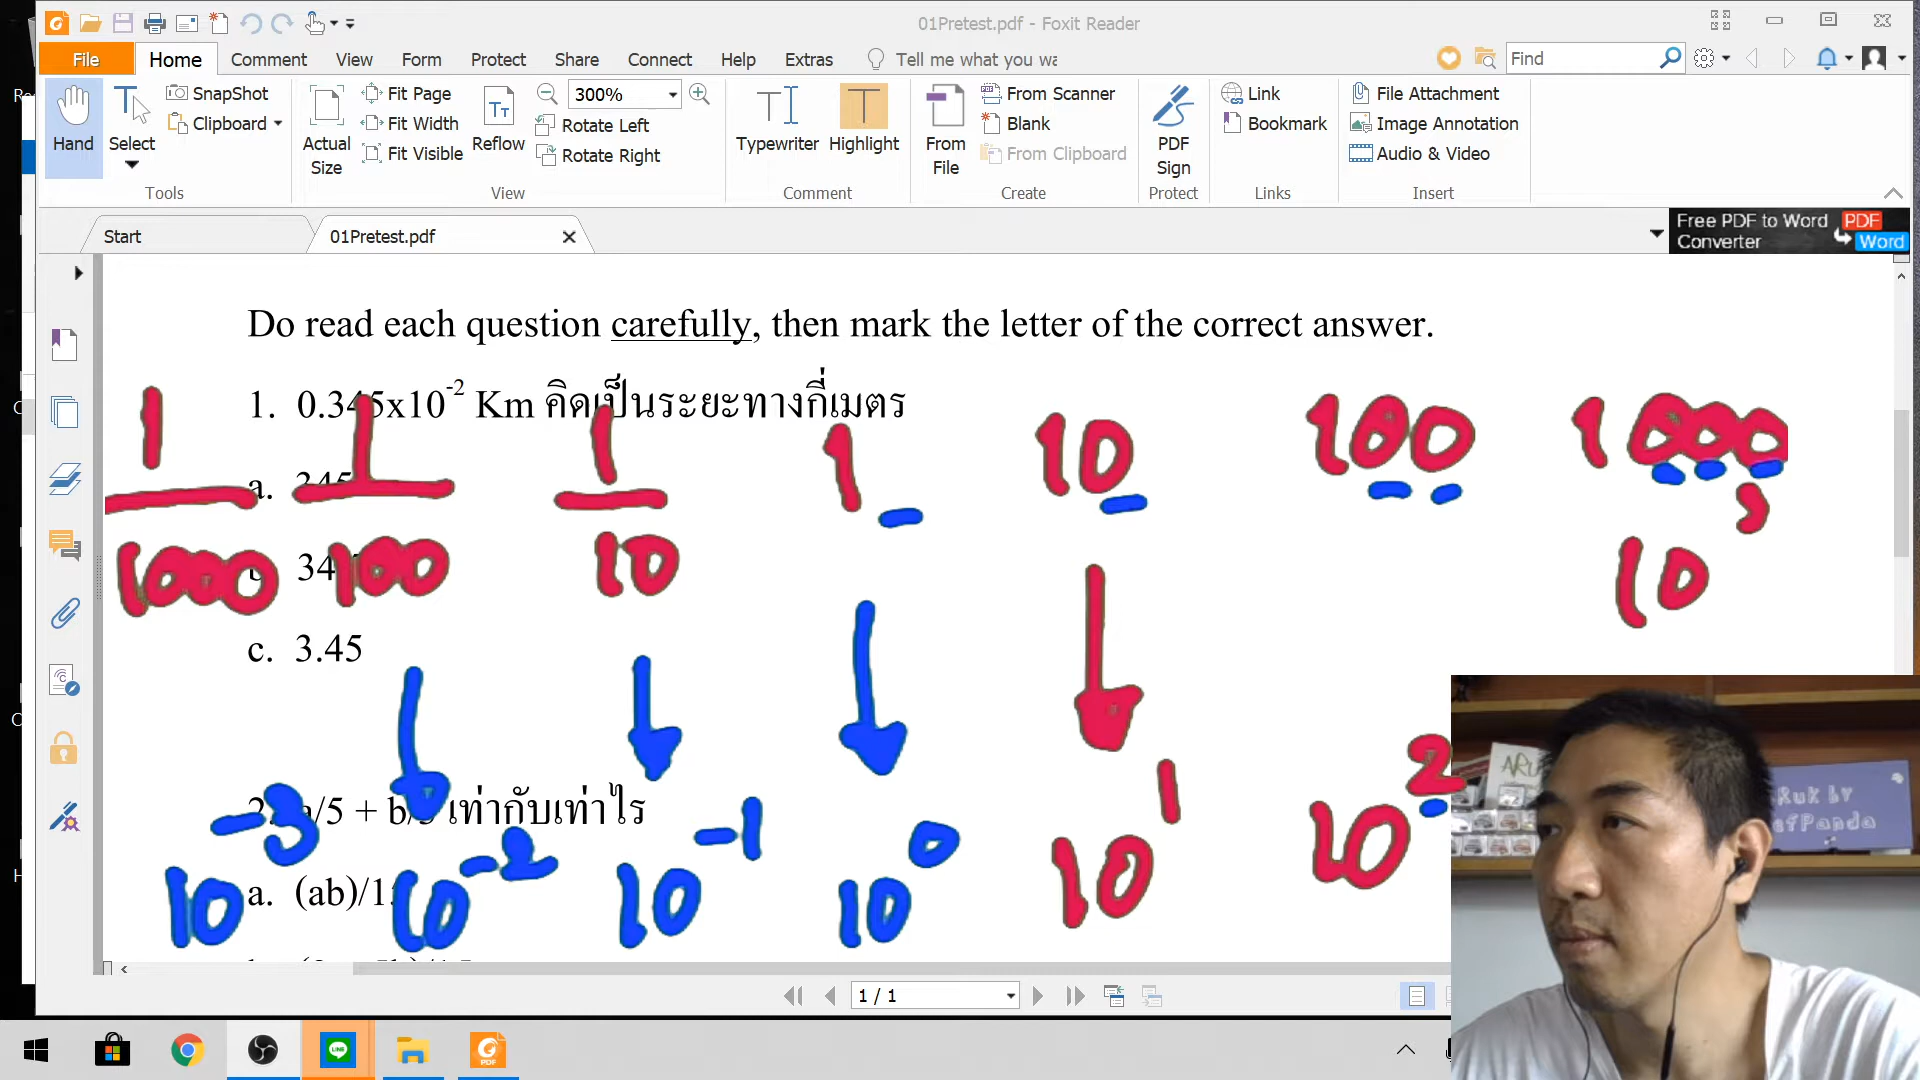 01Pretest.pdf - Foxit Reader
File Home Comment View Form Protect Share Connect Help Extras Tell me what you wa
Find
Hand
Select
SnapShot
Clipboard
Tools
Actual Size
Fit Page
Fit Width
Fit Visible
Reflow
300%
Rotate Left
Rotate Right
View
Typewriter
Highlight
Comment
From File
From Scanner
Blank
From Clipboard
Create
PDF Sign
Protect
Link
Bookmark
Links
File Attachment
Image Annotation
Audio & Video
Insert
Start
01Pretest.pdf
Free PDF to Word Converter
PDF
Word
Do read each question carefully, then mark the letter of the correct answer.
1. 0.345x10-2 Km คิดเป็นระยะทางกี่เมตร
1 1 1 1 10 100 1000
a. 345
1000 100 10
10
c. 3.45
2. a/5 + b/3 เท่ากับเท่าไร
10-3 10-2 10-1 100 101 102
a. (ab)/15
1 / 1